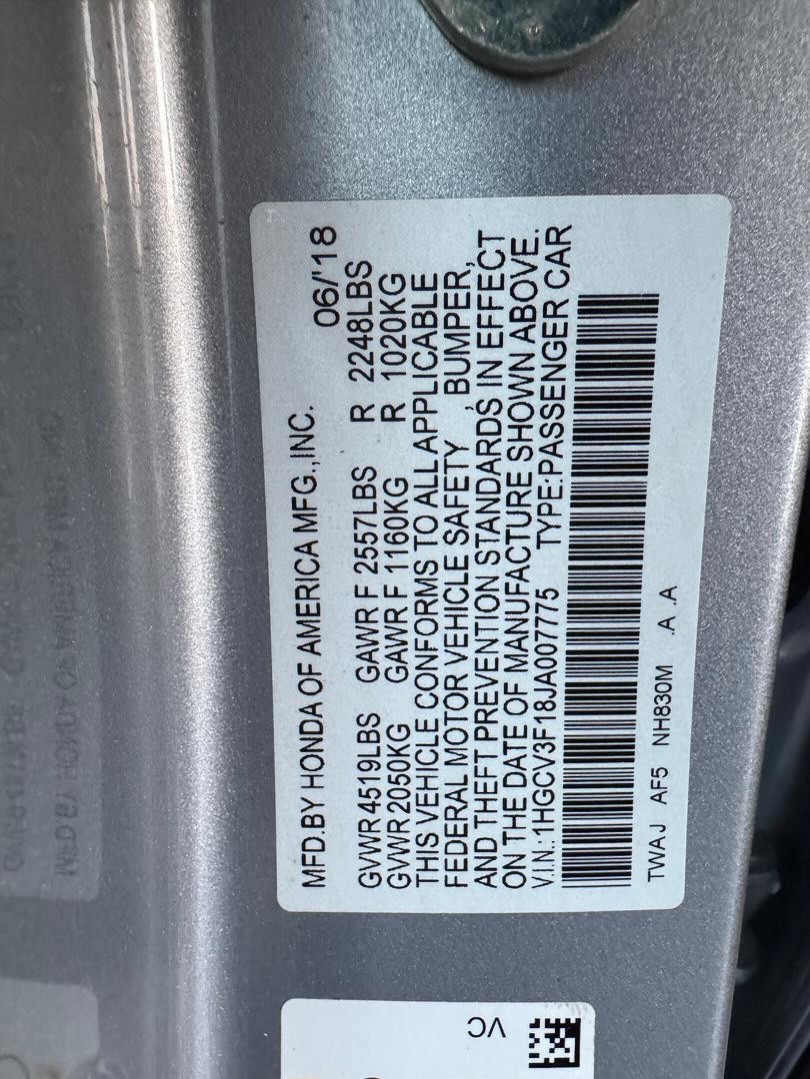 MFD.BY HONDA OF AMERICA MFG.,INC. 06/'18
GVWR 4519LBS GAWR F 2557LBS R 2248LBS
GVWR 2050KG GAWR F 1160KG R 1020KG
THIS VEHICLE CONFORMS TO ALL APPLICABLE
FEDERAL MOTOR VEHICLE SAFETY , BUMPER,
AND THEFT PREVENTION STANDARDS IN EFFECT
ON THE DATE OF MANUFACTURE SHOWN ABOVE.
V.I.N.:1HGCV3F18JA007775 TYPE:PASSENGER CAR
TWAJ AF5 NH830M .A .A
VC